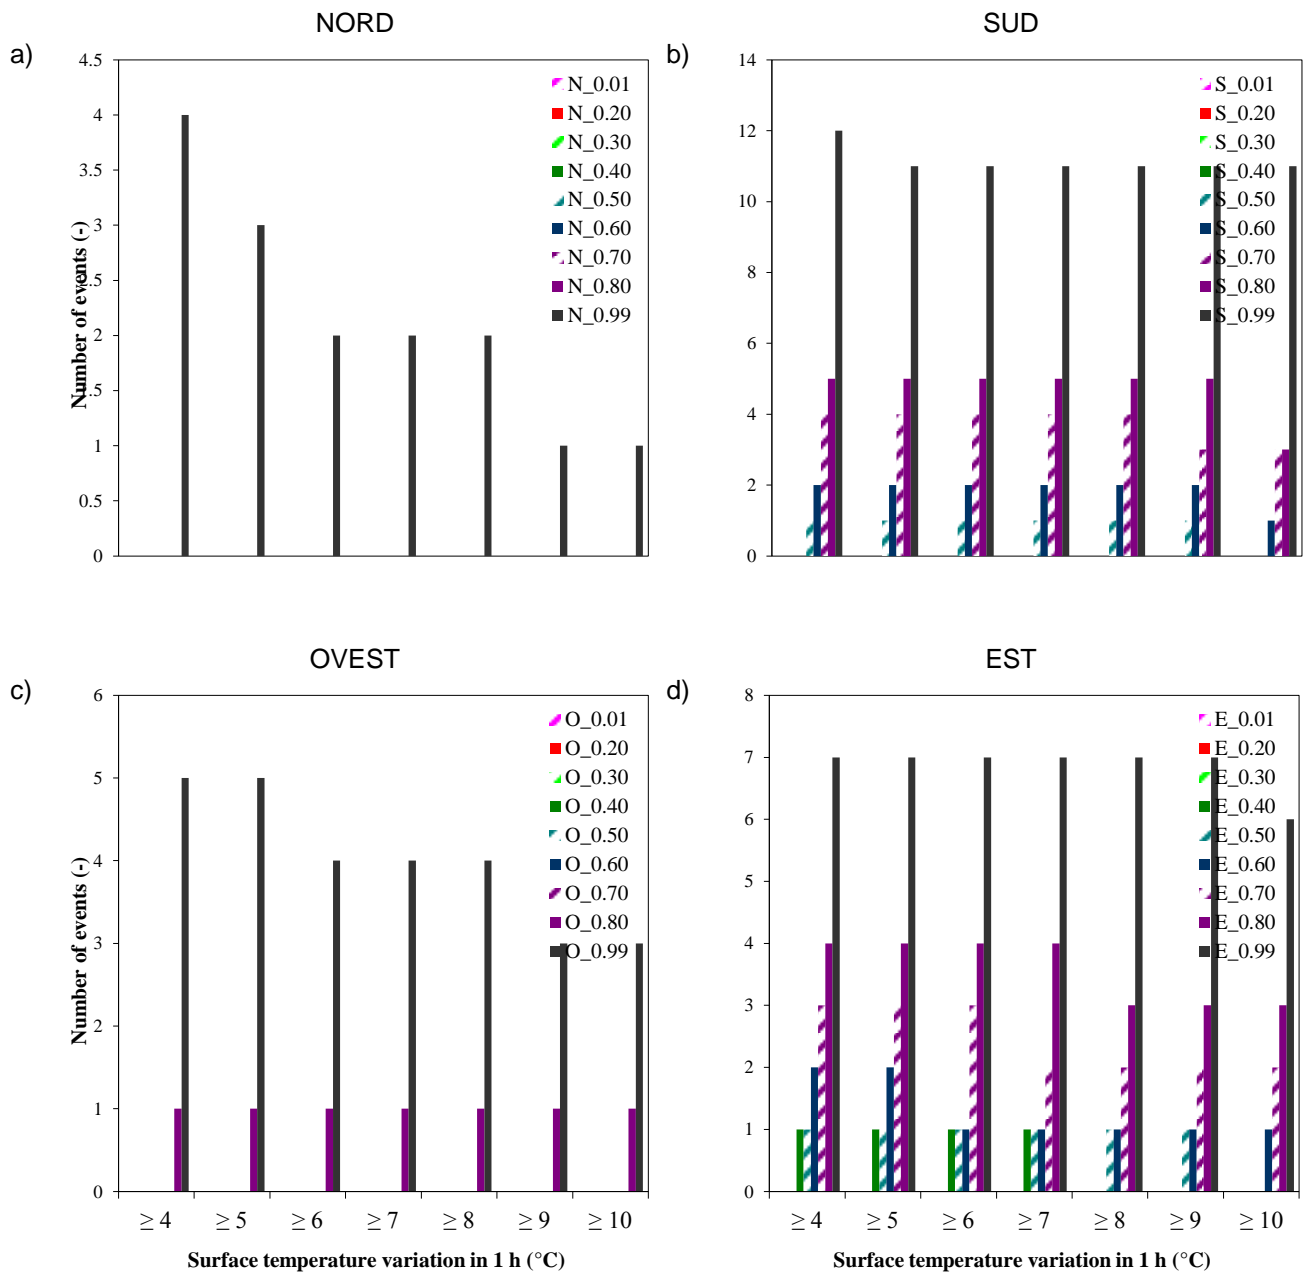 NORD
a)
4.5
4
3.5
3
2.5
2
1.5
1
0.5
0
Number of events (-)
N_0.01
N_0.20
N_0.30
N_0.40
N_0.50
N_0.60
N_0.70
N_0.80
N_0.99
SUD
b)
14
12
10
8
6
4
2
0
S_0.01
S_0.20
S_0.30
S_0.40
S_0.50
S_0.60
S_0.70
S_0.80
S_0.99
OVEST
c)
6
5
4
3
2
1
0
Number of events (-)
O_0.01
O_0.20
O_0.30
O_0.40
O_0.50
O_0.60
O_0.70
O_0.80
O_0.99
≥ 4 ≥ 5 ≥ 6 ≥ 7 ≥ 8 ≥ 9 ≥ 10
Surface temperature variation in 1 h (°C)
EST
d)
8
7
6
5
4
3
2
1
0
E_0.01
E_0.20
E_0.30
E_0.40
E_0.50
E_0.60
E_0.70
E_0.80
E_0.99
≥ 4 ≥ 5 ≥ 6 ≥ 7 ≥ 8 ≥ 9 ≥ 10
Surface temperature variation in 1 h (°C)